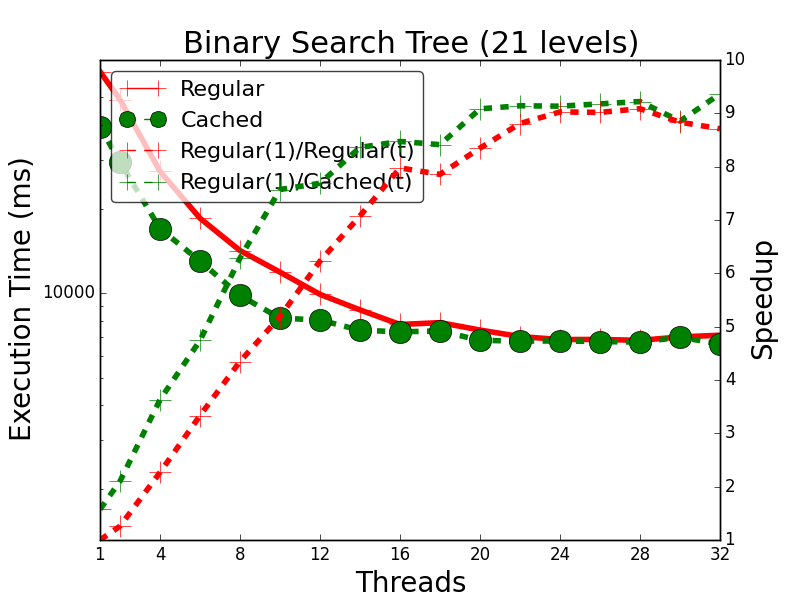 Binary Search Tree (21 levels)
Regular
Cached
Regular(1)/Regular(t)
Regular(1)/Cached(t)
Execution Time (ms)
10000
Speedup
10
9
8
7
6
5
4
3
2
1
1 4 8 12 16 20 24 28 32
Threads